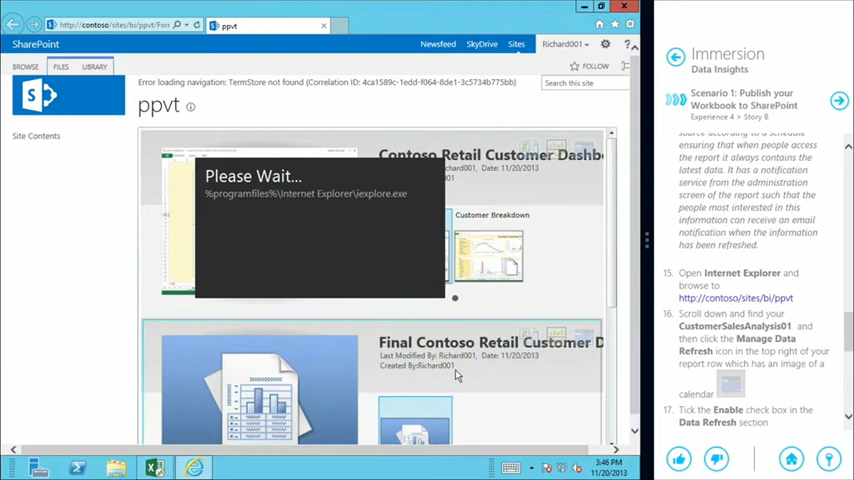 http://contoso/sites/bi/ppvt/For
ppvt
SharePoint
Newsfeed SkyDrive Sites Richard001
?
BROWSE FILES LIBRARY
FOLLOW
Error loading navigation: TermStore not found (Correlation ID: 4ca1589c-1edd-f064-8de1-3c5734b775bb)
Search this site
S
ppvt
Site Contents
Contoso Retail Customer Dashb
Richard001, Date: 11/20/2013
001
Please Wait...
%programfiles%\Internet Explorer\iexplore.exe
Customer Breakdown
Final Contoso Retail Customer D
Last Modified By: Richard001, Date: 11/20/2013
Created By:Richard001
3:46 PM
11/20/2013
Immersion
Data Insights
Scenario 1: Publish your
Workbook to SharePoint
Experience 4 > Story B
source according to a schedule
ensuring that when people access
the report it always contains the
latest data. It has a notification
service from the administration
screen of the report such that the
people most interested in this
information can receive an email
notification when the information
has been refreshed.
15. Open Internet Explorer and
browse to
http://contoso/sites/bi/ppvt
16. Scroll down and find your
CustomerSalesAnalysis01 and
then click the Manage Data
Refresh icon in the top right of your
report row which has an image of a
calendar
17. Tick the Enable check box in the
Data Refresh section